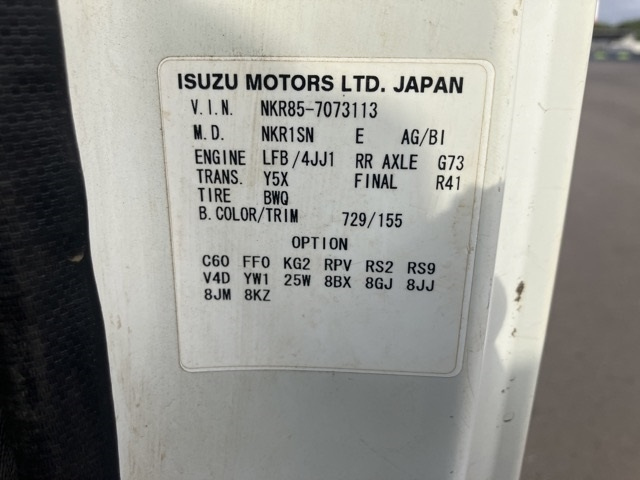 ISUZU MOTORS LTD. JAPAN
V.I.N. NKR85-7073113
M.D. NKR1SN E AG/BI
ENGINE LFB/4JJ1 RR AXLE G73
TRANS. Y5X FINAL R41
TIRE BWQ
B.COLOR/TRIM 729/155
OPTION
C60 FF0 KG2 RPV RS2 RS9
V4D YW1 25W 8BX 8GJ 8JJ
8JM 8KZ